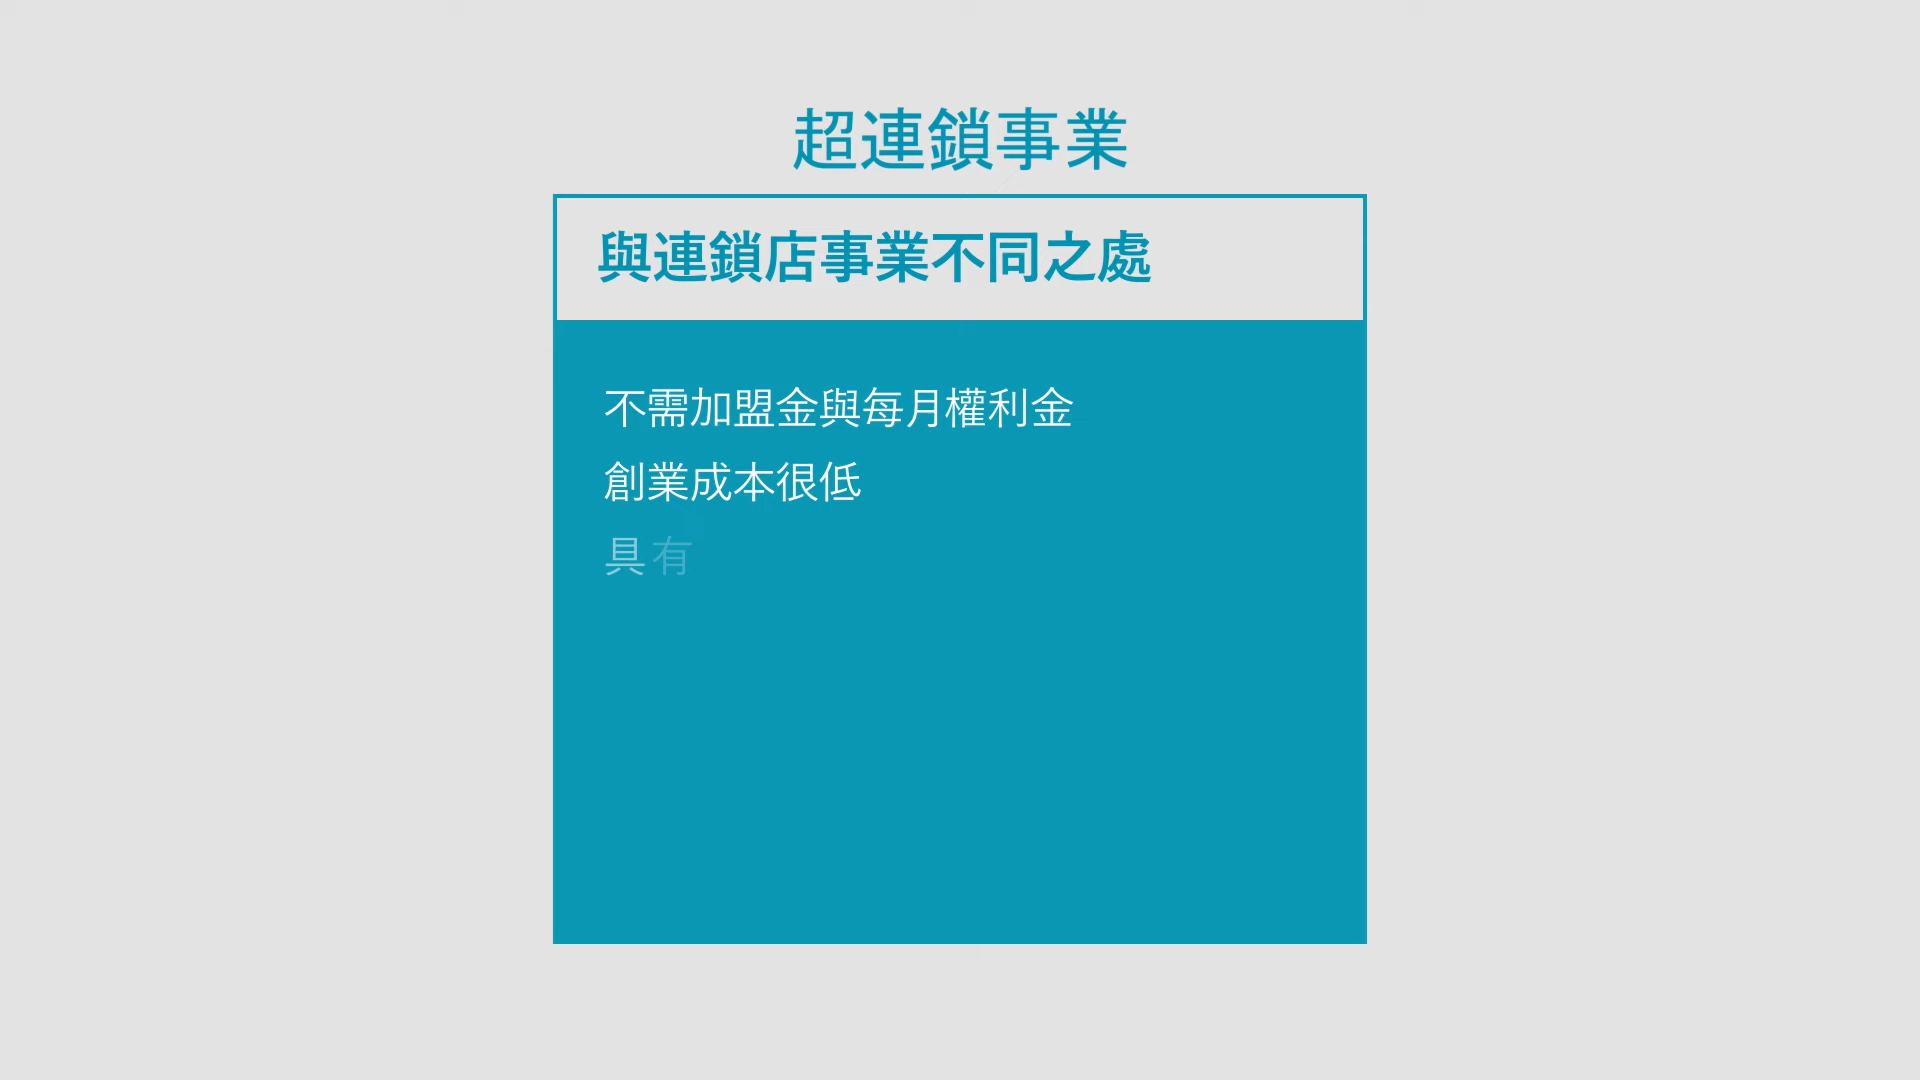 超連鎖事業
與連鎖店事業不同之處
不需加盟金與每月權利金
創業成本很低
具有